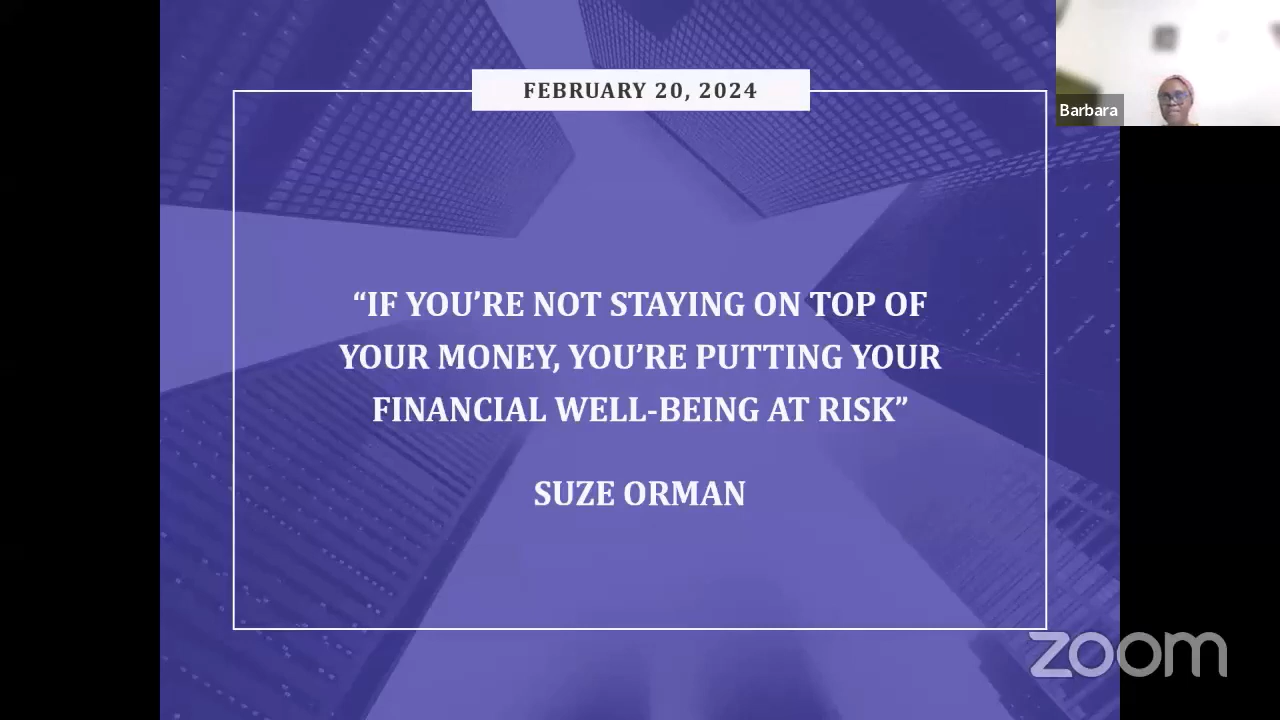 FEBRUARY 20, 2024
Barbara
“IF YOU’RE NOT STAYING ON TOP OF
YOUR MONEY, YOU’RE PUTTING YOUR
FINANCIAL WELL-BEING AT RISK”
SUZE ORMAN
zoom